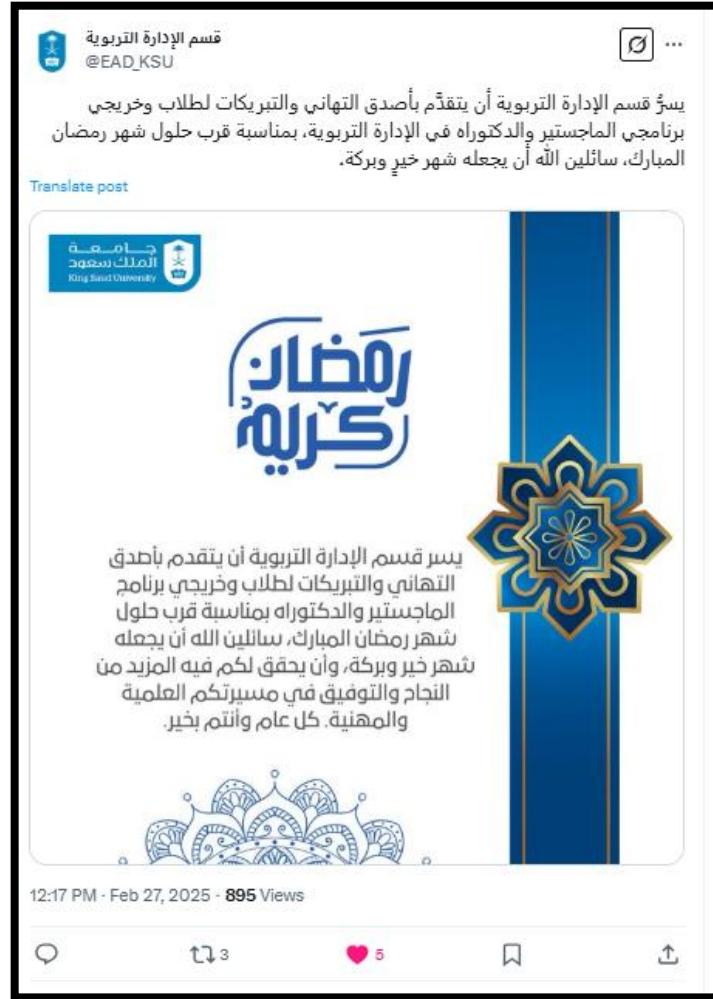 قسم الإدارة التربوية
@EAD_KSU
يسرُّ قسم الإدارة التربوية أن يتقدَّم بأصدق التهاني والتبريكات لطلاب وخريجي
برنامجي الماجستير والدكتوراه في الإدارة التربوية، بمناسبة قرب حلول شهر رمضان
المبارك، سائلين الله أن يجعله شهر خيرٍ وبركة.
Translate post
جـــامـــعــة
الملك سعود
King Saud University
رمضان
كريم
يسر قسم الإدارة التربوية أن يتقدم بأصدق
التهاني والتبريكات لطلاب وخريجي برنامج
الماجستير والدكتوراه بمناسبة قرب حلول
شهر رمضان المبارك، سائلين الله أن يجعله
شهر خير وبركة، وأن يحقق لكم فيه المزيد من
النجاح والتوفيق في مسيرتكم العلمية
والمهنية. كل عام وأنتم بخير.
12:17 PM · Feb 27, 2025 · 895 Views
3
5